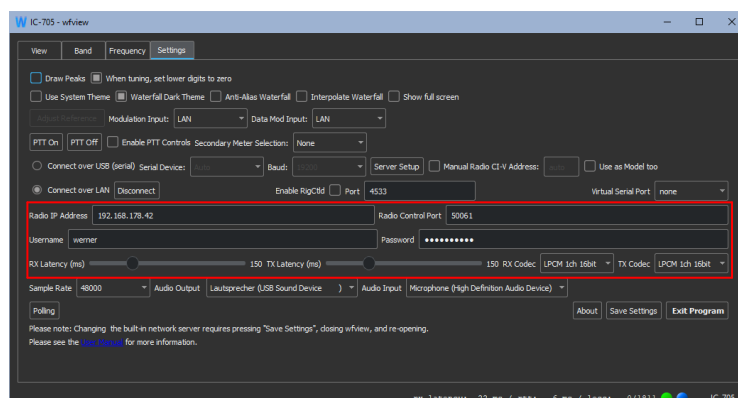 IC-705 - wfview
View Band Frequency Settings
Draw Peaks When tuning, set lower digits to zero
Use System Theme Waterfall Dark Theme Anti-Alias Waterfall Interpolate Waterfall Show full screen
Adjust Reference Modulation Input: LAN Data Mod Input: LAN
PTT On PTT Off Enable PTT Controls Secondary Meter Selection: None
Connect over USB (serial) Serial Device: Baud: Server Setup Manual Radio CI-V Address: auto Use as Model too
Connect over LAN Disconnect Enable RigCtld Port 4533 Virtual Serial Port none
Radio IP Address 192.168.178.42 Radio Control Port 50061
Username werner Password ●●●●●●●●●●
RX Latency (ms) 150 TX Latency (ms) 150 RX Codec LPCM 1ch 16bit TX Codec LPCM 1ch 16bit
Sample Rate 48000 Audio Output Lautsprecher (USB Sound Device ) Audio Input Microphone (High Definition Audio Device)
Polling About Save Settings Exit Program
Please note: Changing the built-in network server requires pressing "Save Settings", closing wfview, and re-opening.
Please see the User Manual for more information.
IC-705